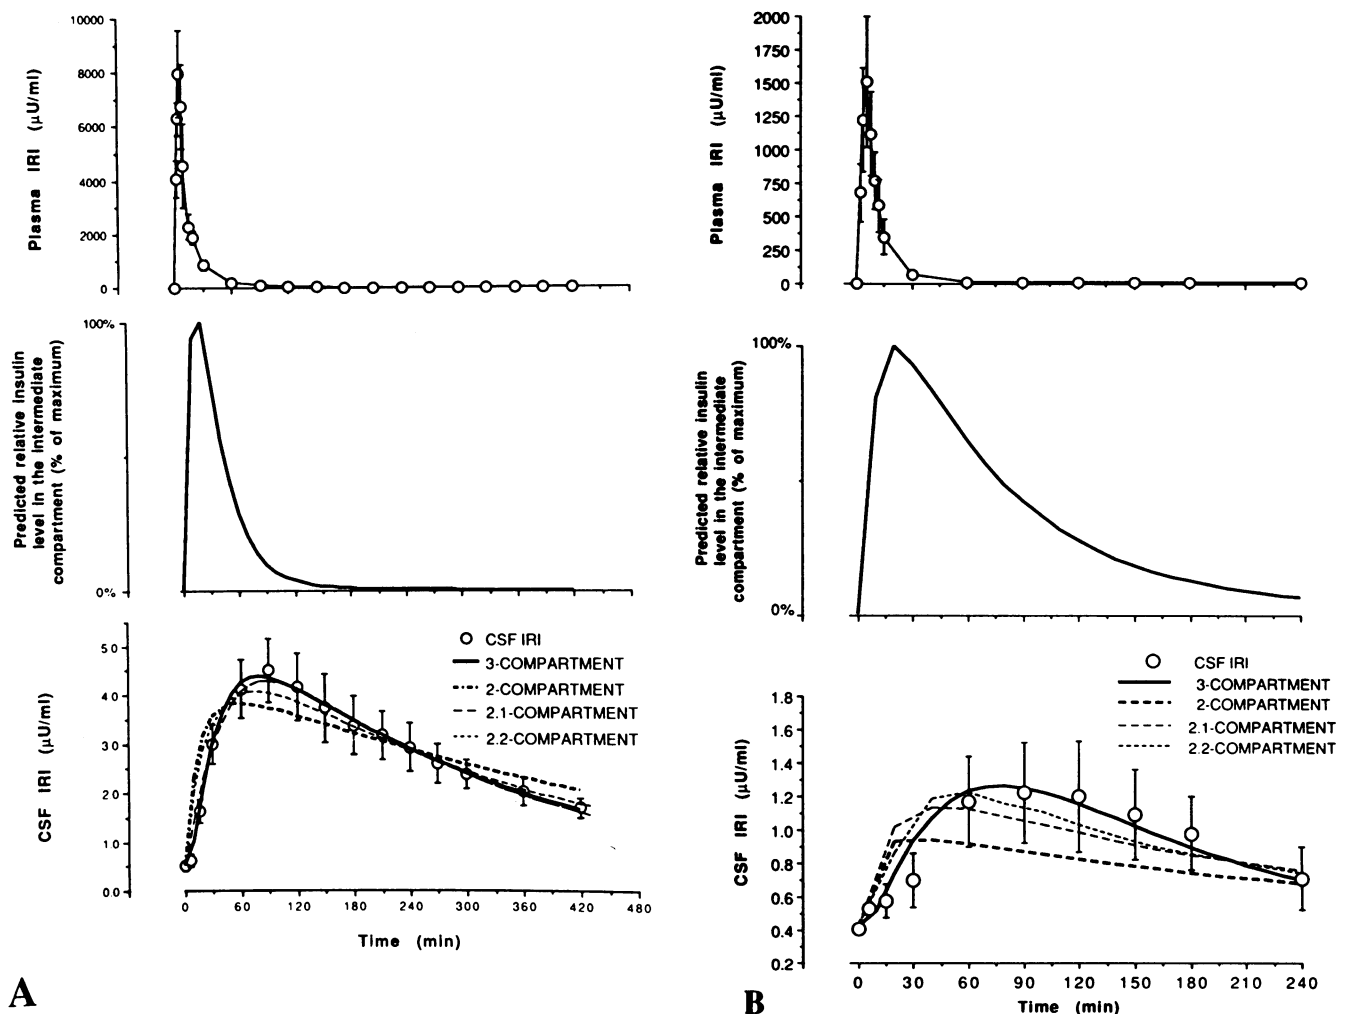 10000
8000
6000
4000
2000
0
Plasma IRI (μU/ml)
100%
0%
Predicted relative insulin
level in the intermediate
compartment (% of maximum)
CSF IRI
3-COMPARTMENT
2-COMPARTMENT
2.1-COMPARTMENT
2.2-COMPARTMENT
5 0
4 0
3 0
2 0
1 0
0 0
CSF IRI (μU/ml)
0 60 120 180 240 300 360 420 480
Time (min)
A
2000
1750
1500
1250
1000
750
500
250
0
Plasma IRI (μU/ml)
100%
0%
Predicted relative insulin
level in the intermediate
compartment (% of maximum)
CSF IRI
3-COMPARTMENT
2-COMPARTMENT
2.1-COMPARTMENT
2.2-COMPARTMENT
1.8
1.6
1.4
1.2
1.0
0.8
0.6
0.4
0.2
CSF IRI (μU/ml)
0 30 60 90 120 150 180 210 240
Time (min)
B